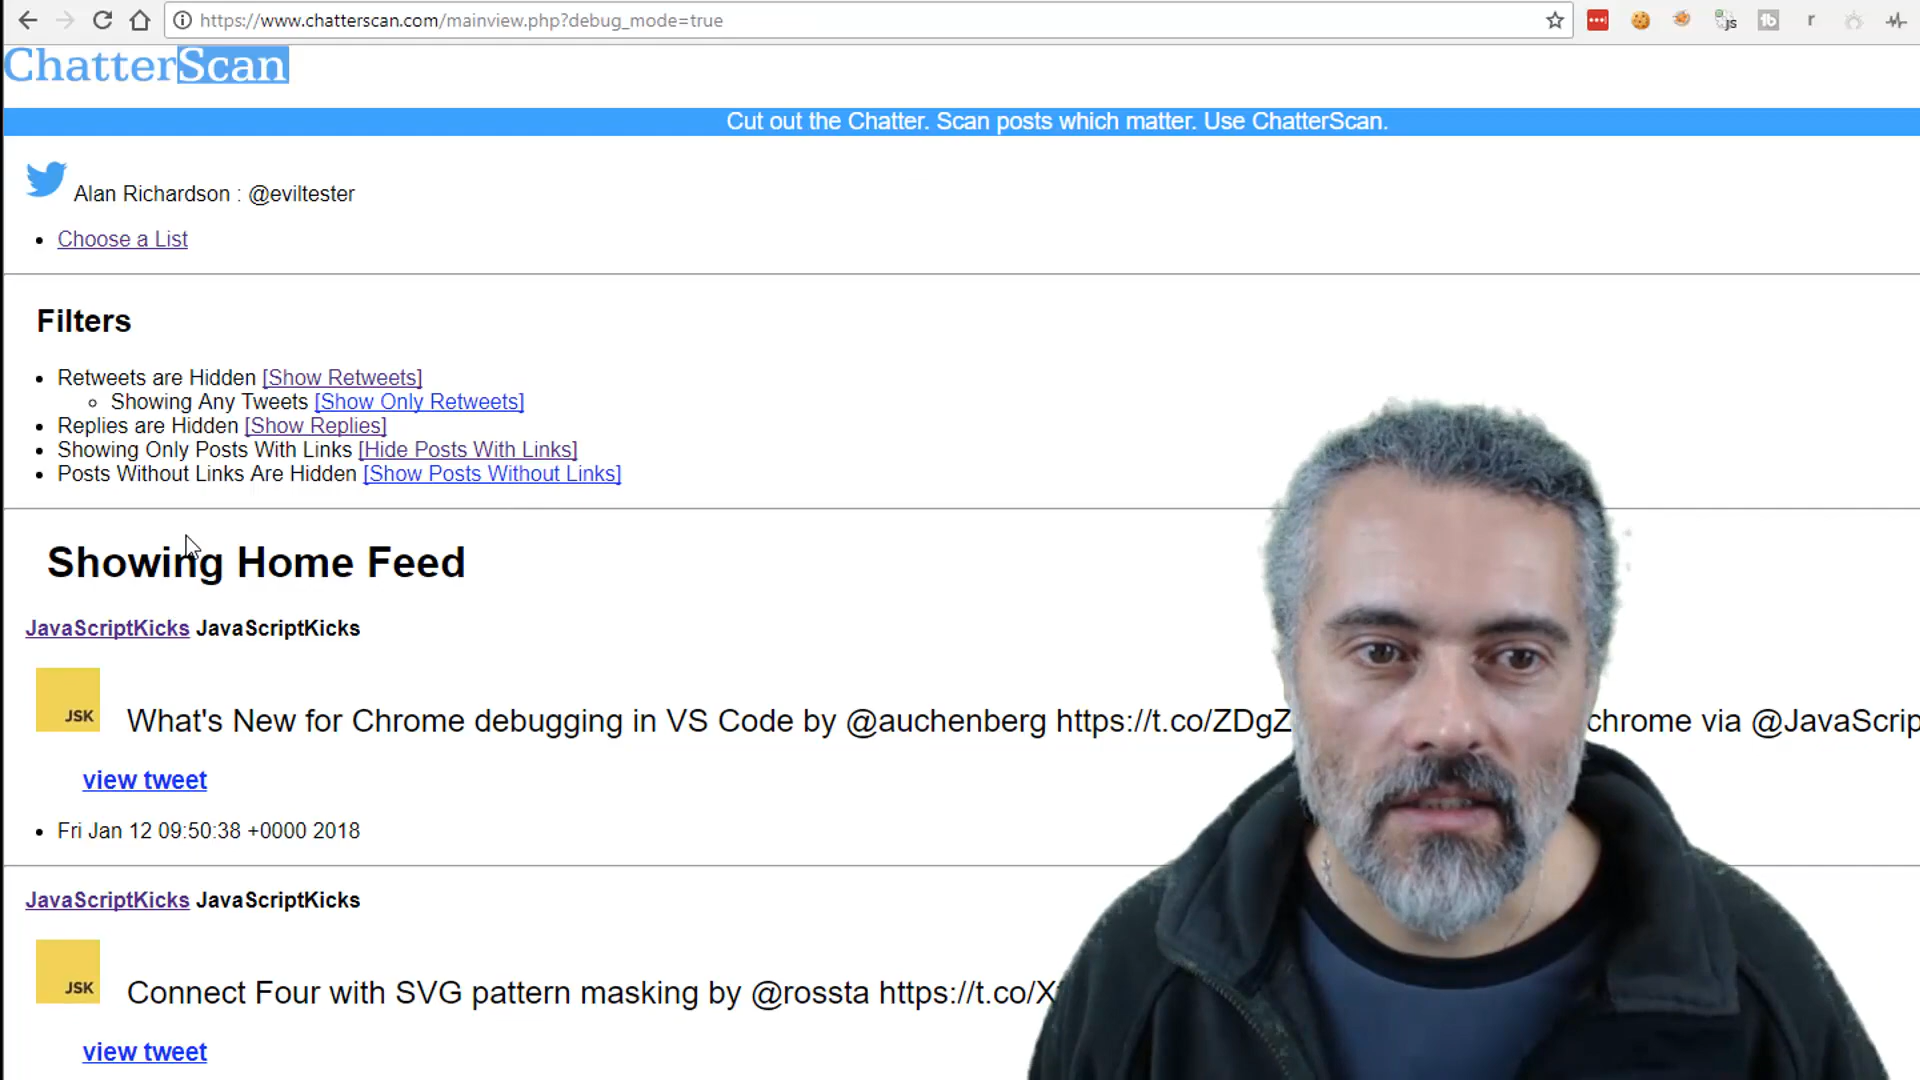 https://www.chatterscan.com/mainview.php?debug_mode=true
ChatterScan
Cut out the Chatter. Scan posts which matter. Use ChatterScan.
Alan Richardson : @eviltester
Choose a List
Filters
Retweets are Hidden [Show Retweets]
Showing Any Tweets [Show Only Retweets]
Replies are Hidden [Show Replies]
Showing Only Posts With Links [Hide Posts With Links]
Posts Without Links Are Hidden [Show Posts Without Links]
Showing Home Feed
JavaScriptKicks JavaScriptKicks
JSK
What's New for Chrome debugging in VS Code by @auchenberg https://t.co/ZDgZ chrome via @JavaScrip
view tweet
Fri Jan 12 09:50:38 +0000 2018
JavaScriptKicks JavaScriptKicks
JSK
Connect Four with SVG pattern masking by @rossta https://t.co/X
view tweet